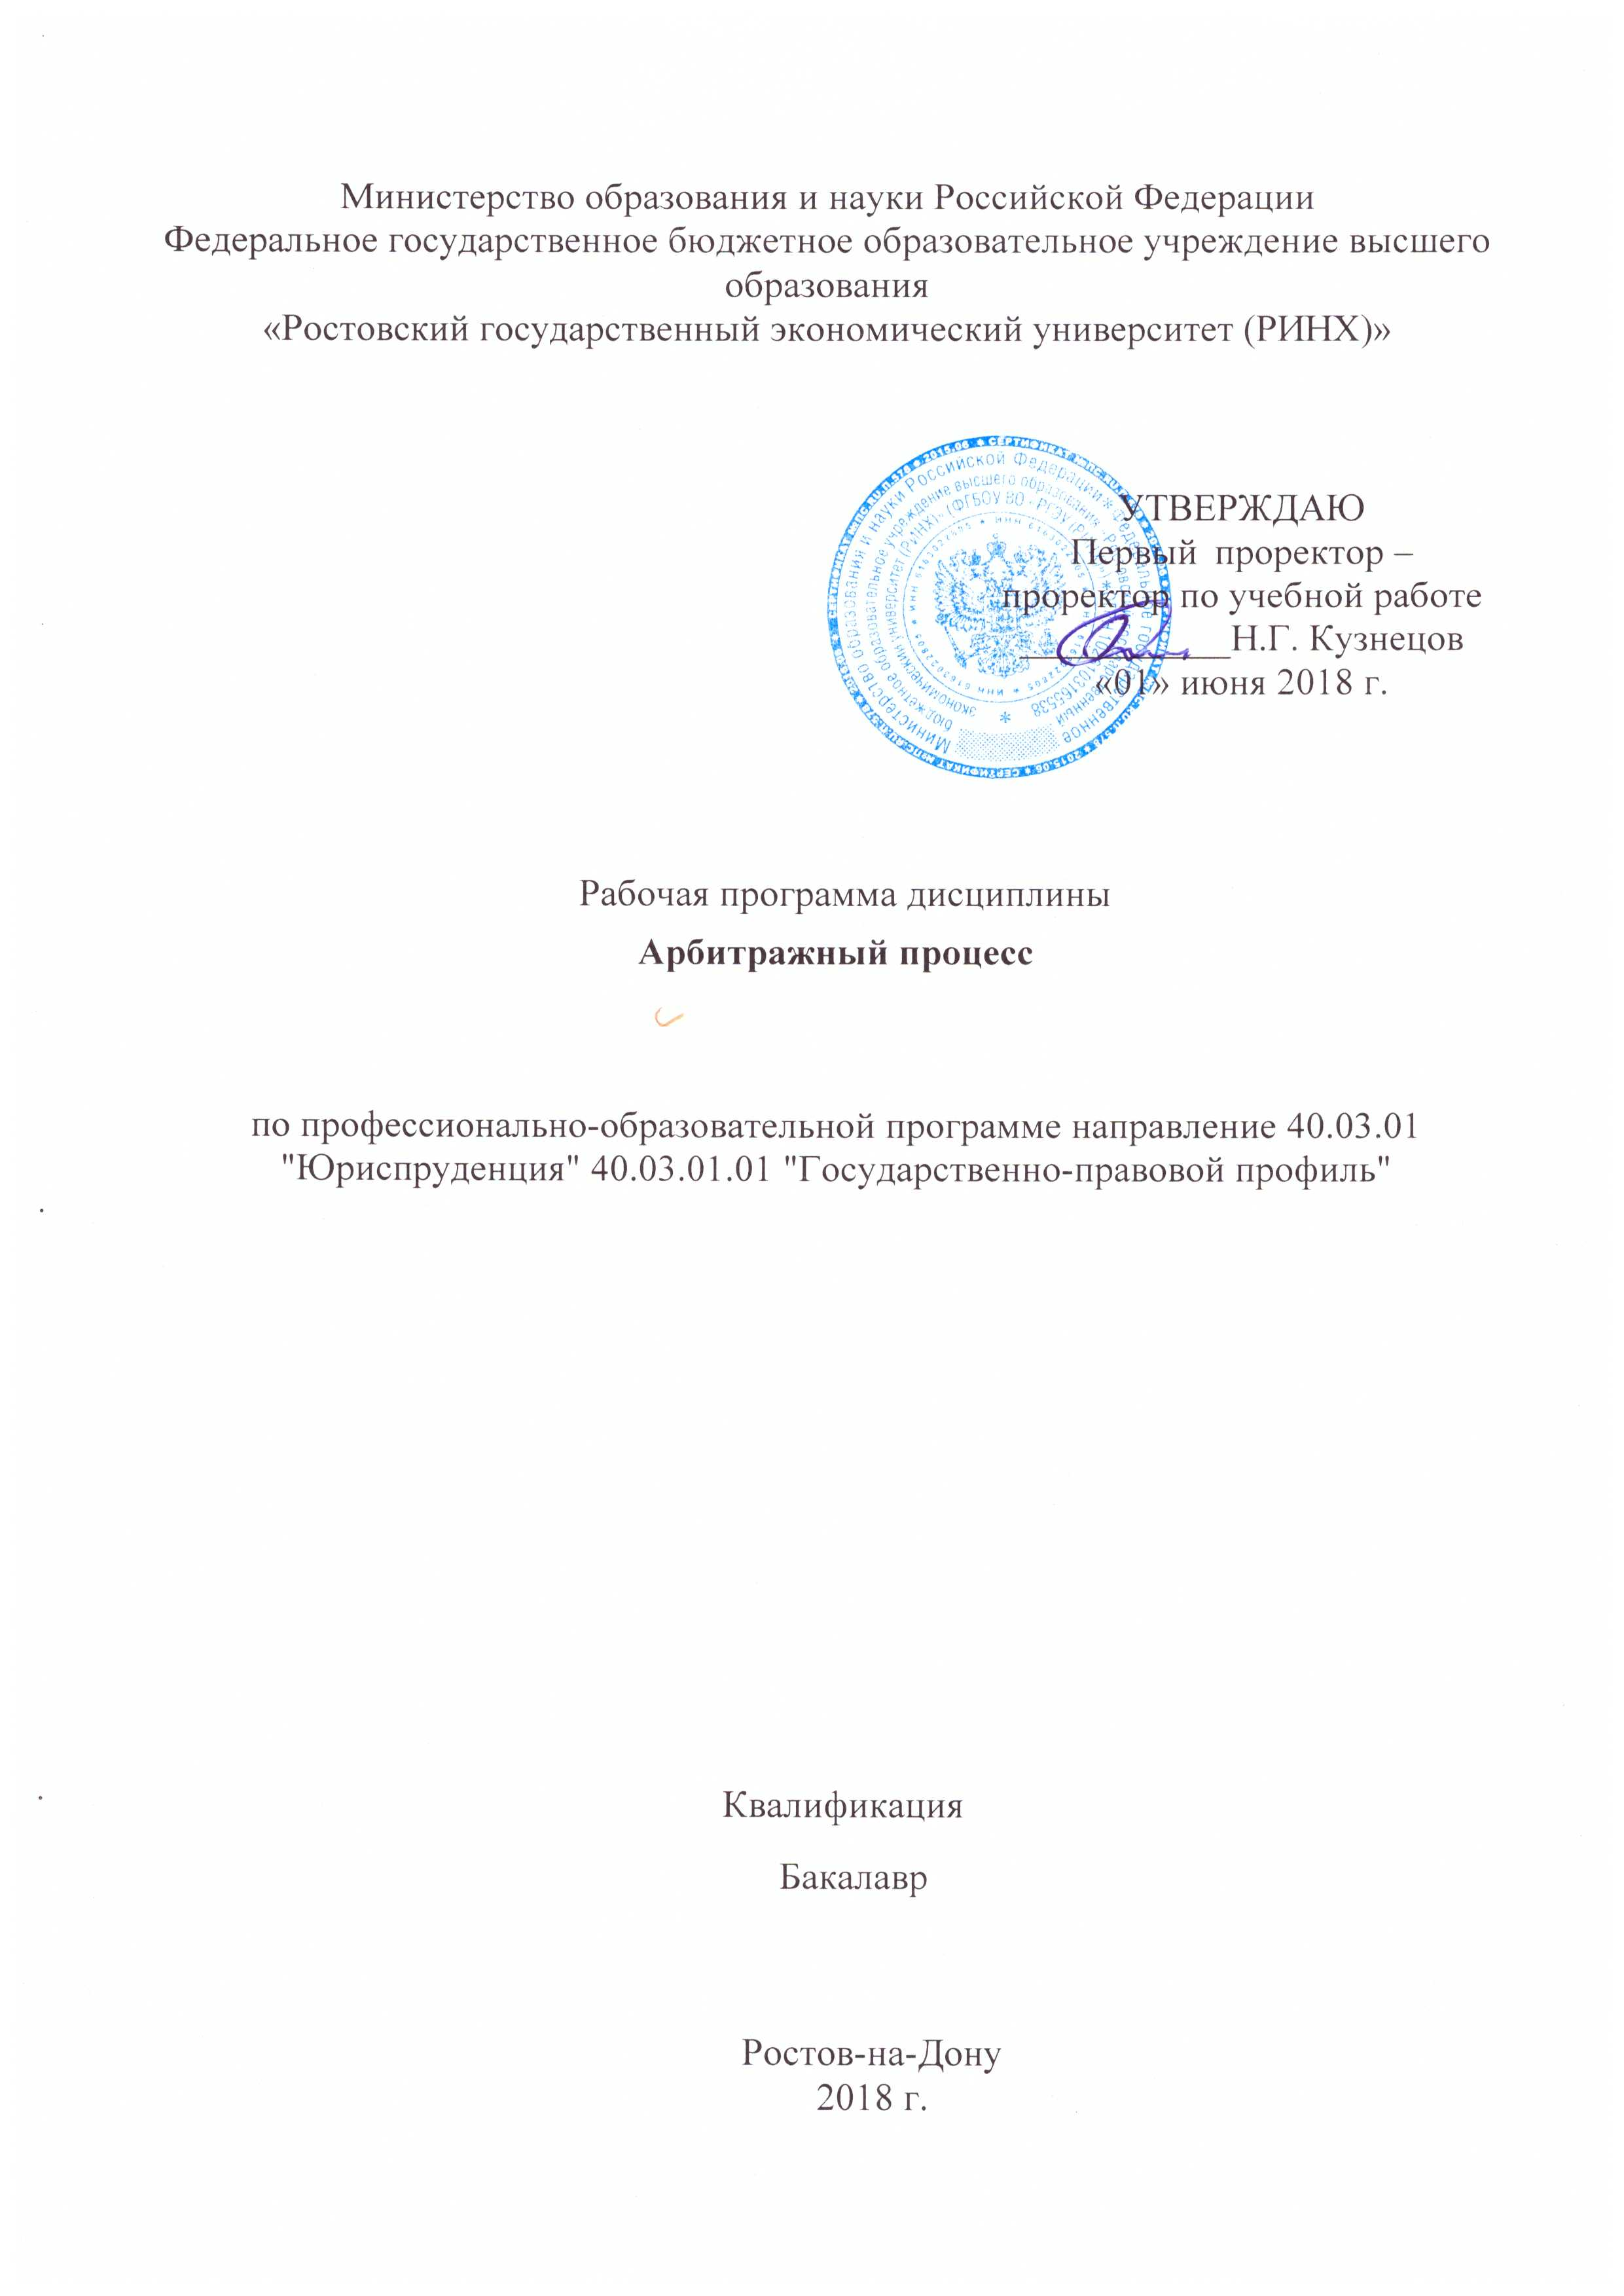 Министерство образования и науки Российской Федерации
Федеральное государственное бюджетное образовательное учреждение высшего
образования
«Ростовский государственный экономический университет (РИНХ)»
УТВЕРЖДАЮ
Первый проректор –
проректор по учебной работе
____________Н.Г. Кузнецов
«01» июня 2018 г.
Рабочая программа дисциплины
Арбитражный процесс
по профессионально-образовательной программе направление 40.03.01
"Юриспруденция" 40.03.01.01 "Государственно-правовой профиль"
Квалификация
Бакалавр
Ростов-на-Дону
2018 г.